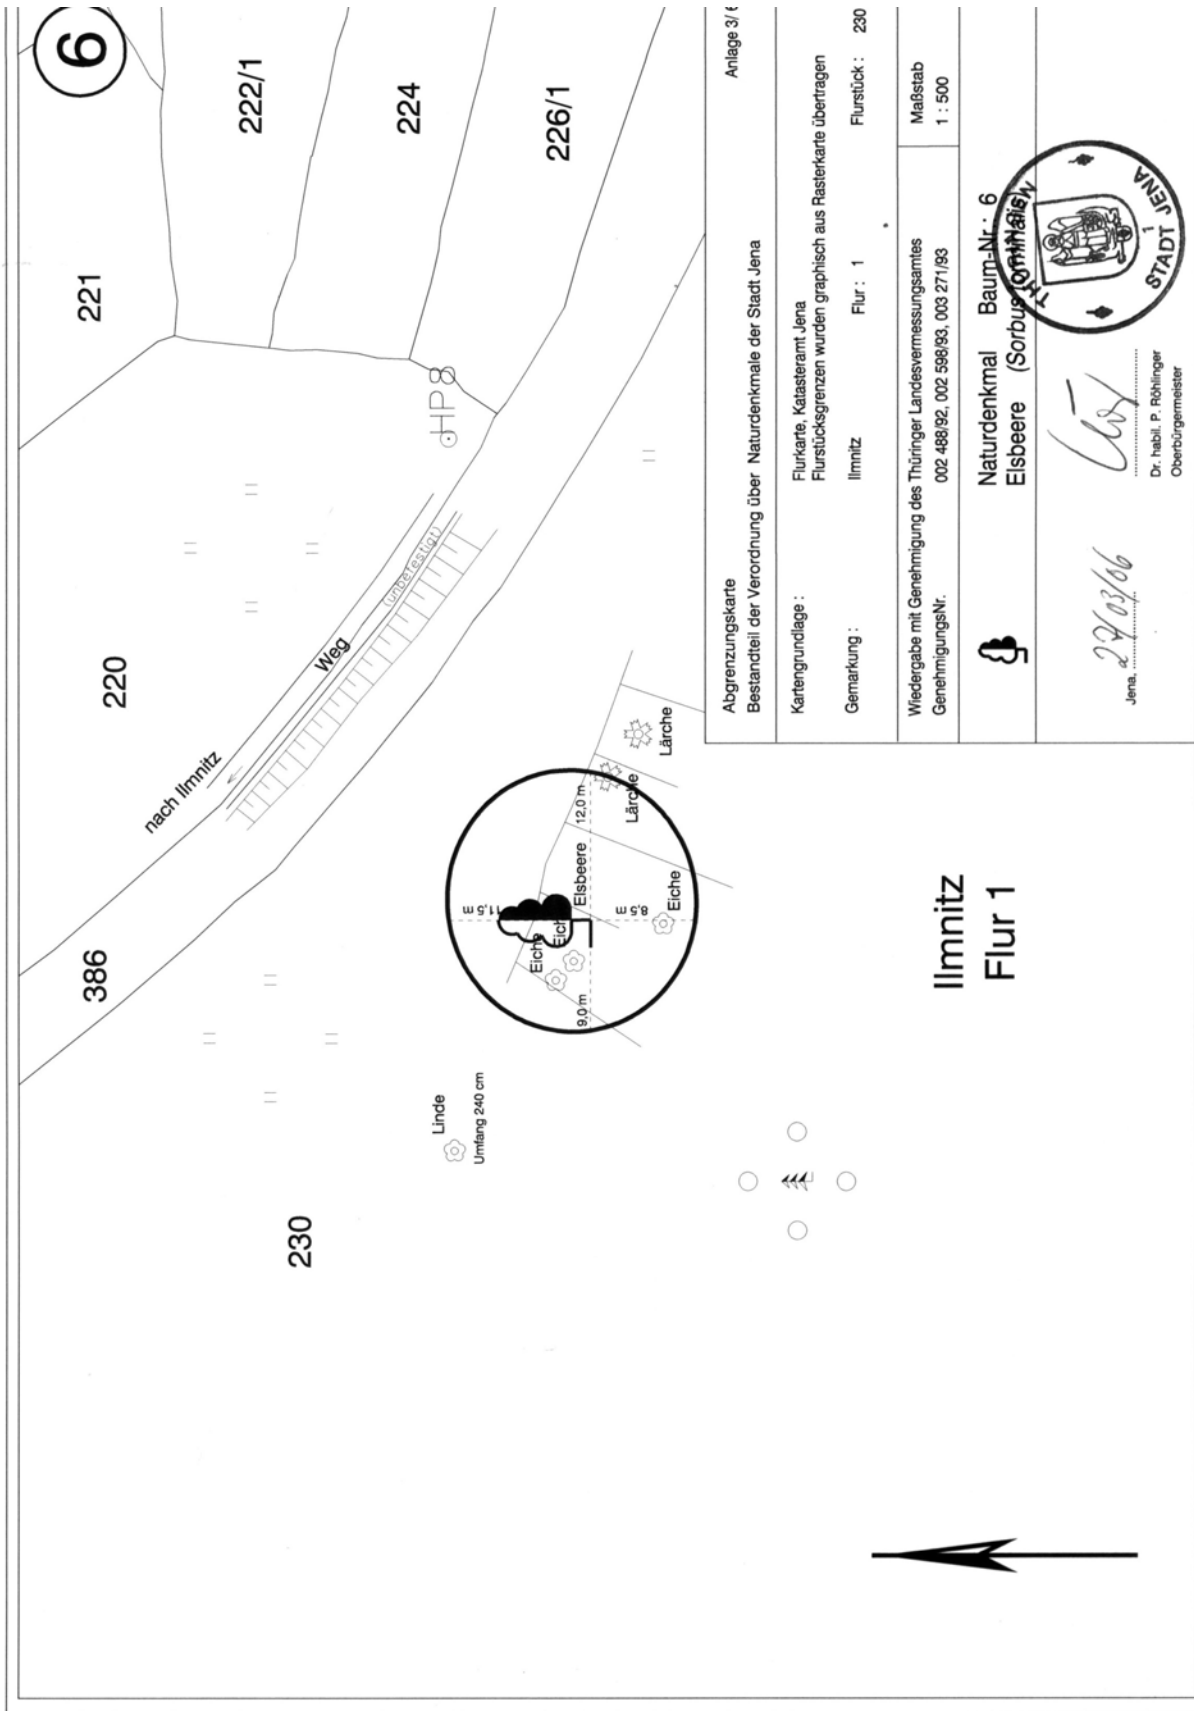 6
221
222/1
224
226/1
220
HP 8
nach Ilmnitz
Weg
(unbefestigt)
386
230
Linde
Umfang 240 cm
11,5 m
12,0 m
8,5 m
9,0 m
Elsbeere
Eiche
Eiche
Lärche
Lärche
Ilmnitz
Flur 1
Abgrenzungskarte
Anlage 3/
Bestandteil der Verordnung über Naturdenkmale der Stadt Jena
Kartengrundlage :
Flurkarte, Katasteramt Jena
Flurstücksgrenzen wurden graphisch aus Rasterkarte übertragen
Gemarkung : Ilmnitz Flur : 1 Flurstück : 230
Wiedergabe mit Genehmigung des Thüringer Landesvermessungsamtes
GenehmigungsNr. 002 488/92, 002 598/93, 003 271/93
Maßstab
1 : 500
Naturdenkmal Baum-Nr.: 6
Elsbeere (Sorbus torminalis)
THÜRINGEN
STADT JENA
1
Jena, 27/03/06
Dr. habil. P. Röhlinger
Oberbürgermeister